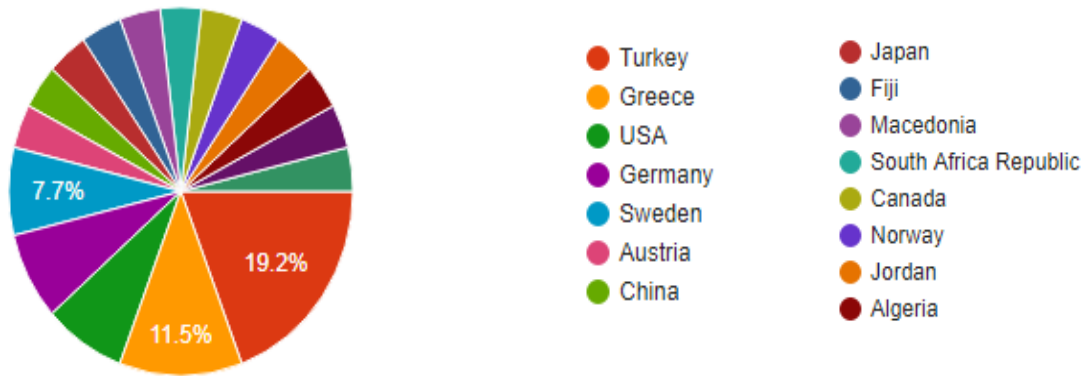 7.7%
19.2%
11.5%
Turkey
Greece
USA
Germany
Sweden
Austria
China
Japan
Fiji
Macedonia
South Africa Republic
Canada
Norway
Jordan
Algeria